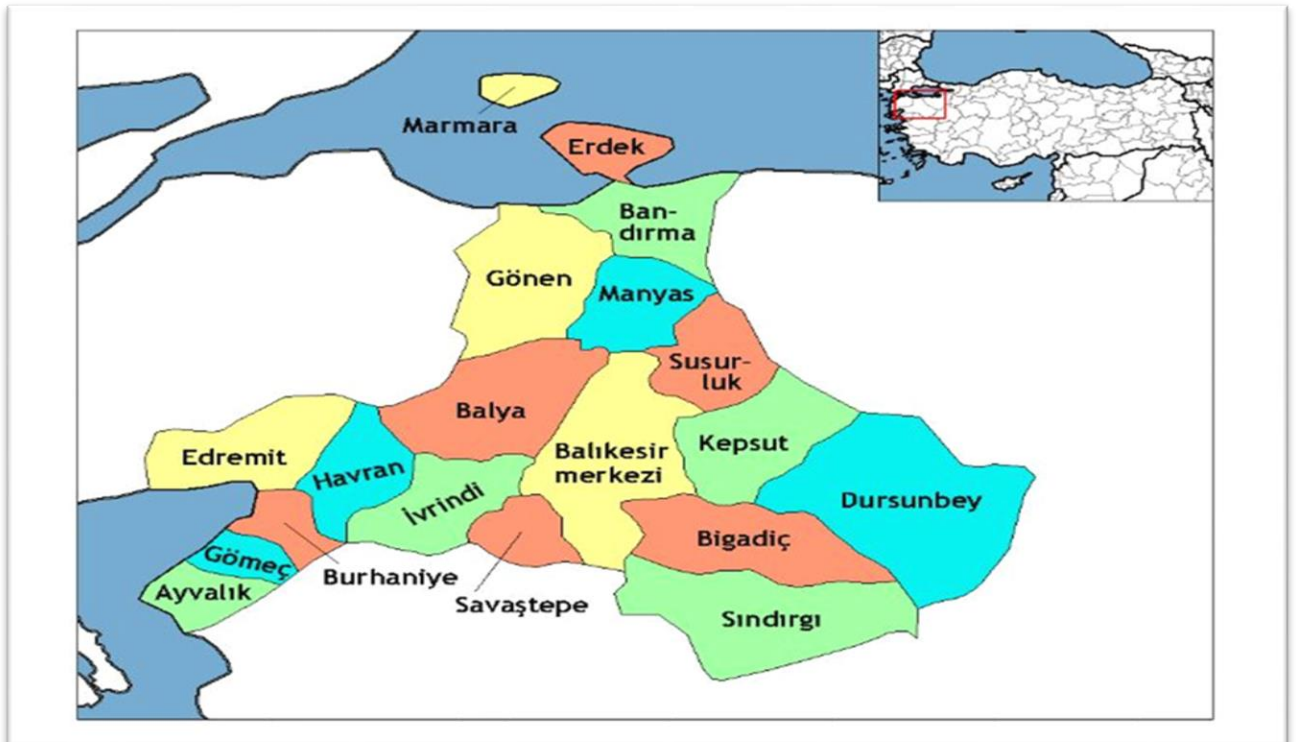 Marmara
Erdek
Ban-
dırma
Gönen
Manyas
Susur-
luk
Balya
Edremit
Havran
İvrindi
Balıkesir
merkezi
Kepsut
Dursunbey
Bigadiç
Gömeç
Burhaniye
Ayvalık
Savaştepe
Sındırgı